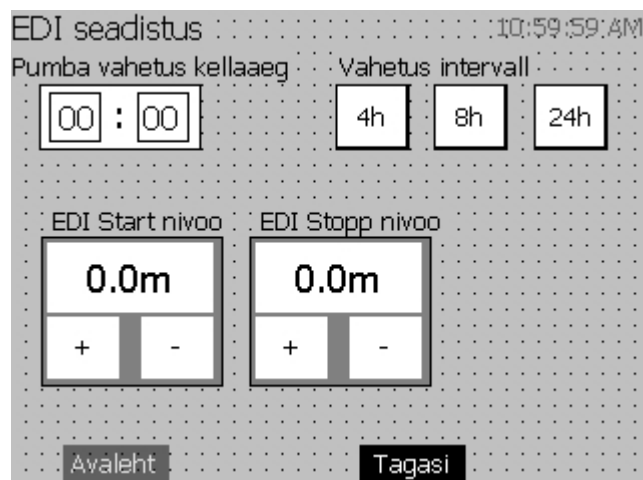 EDI seadistus 10:59:59 AM
Pumba vahetus kellaaeg Vahetus intervall
00 : 00 4h 8h 24h
EDI Start nivoo EDI Stopp nivoo
0.0m 0.0m
+ - + -
Avaleht Tagasi